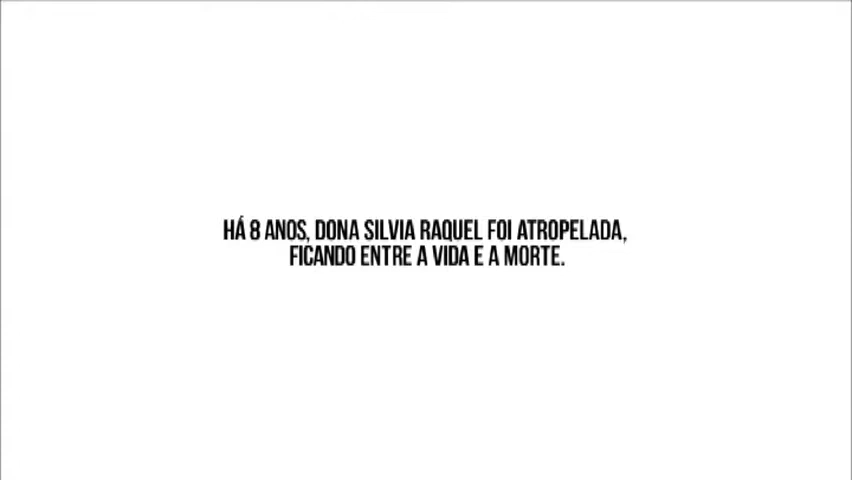 HÁ 8 ANOS, DONA SILVIA RAQUEL FOI ATROPELADA,
FICANDO ENTRE A VIDA E A MORTE.